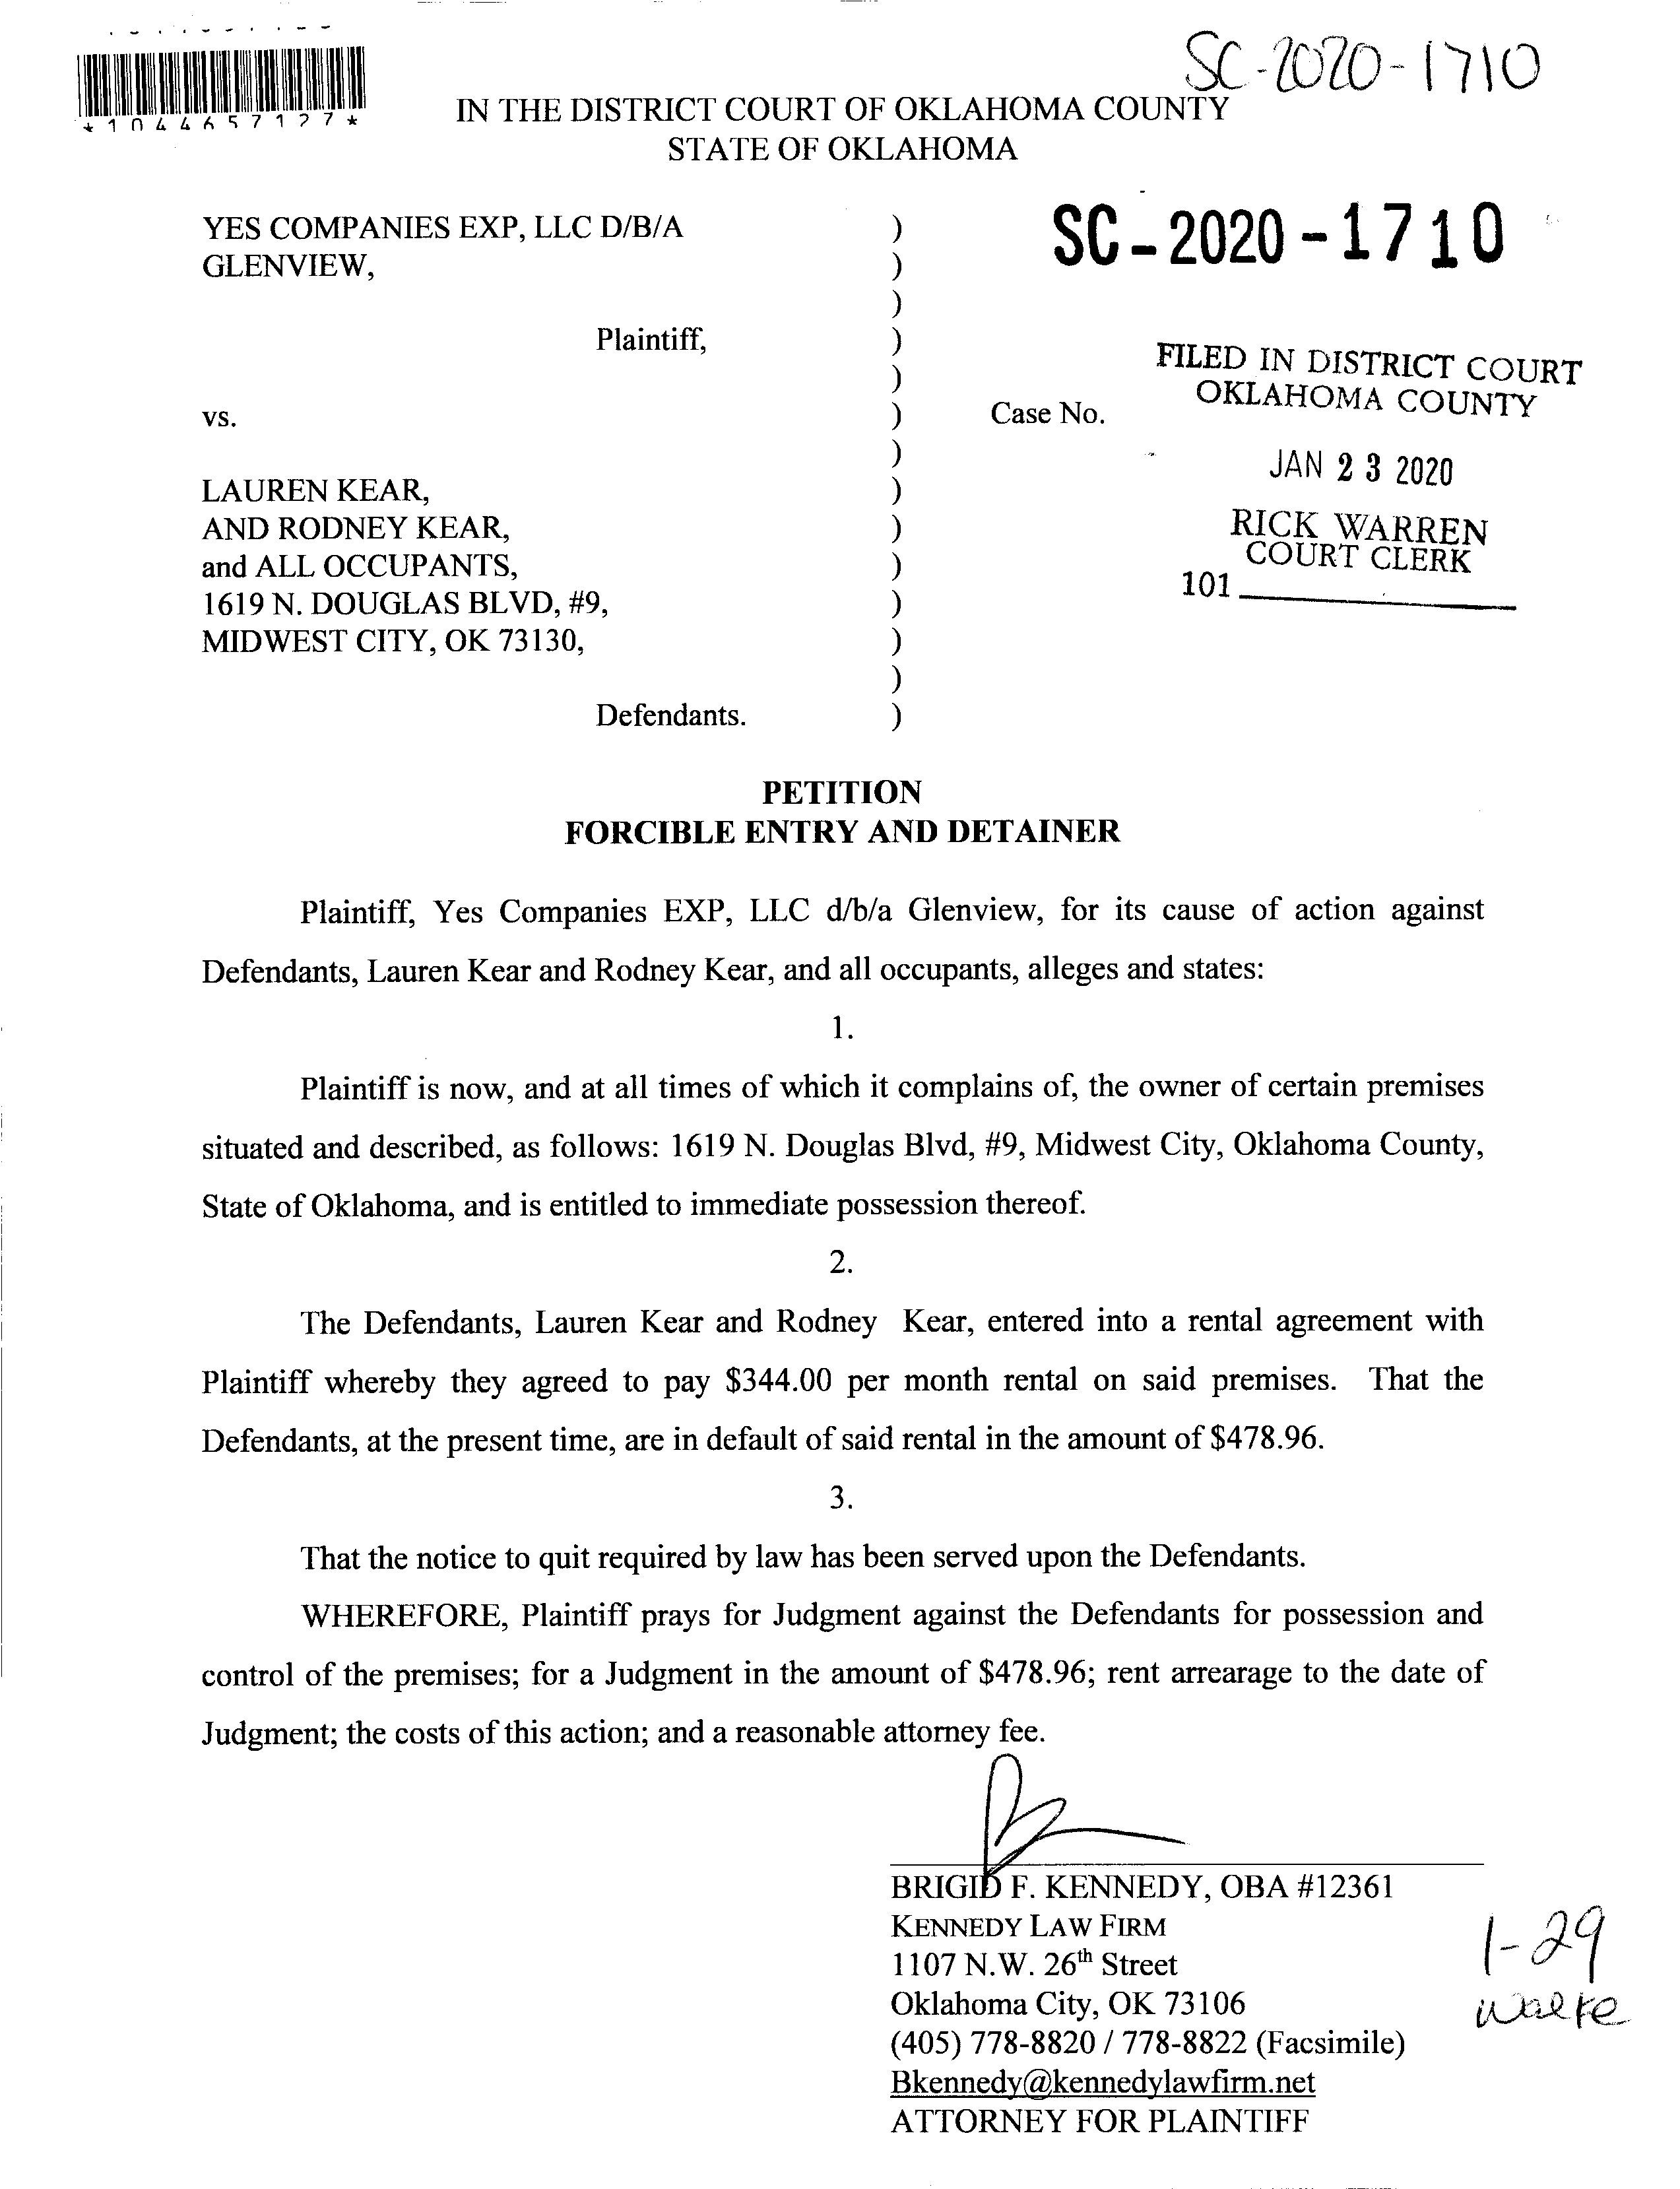 SC-2020-1710
*1044657127*
IN THE DISTRICT COURT OF OKLAHOMA COUNTY
STATE OF OKLAHOMA
YES COMPANIES EXP, LLC D/B/A )
GLENVIEW, )
)
Plaintiff, )
)
vs. )
)
LAUREN KEAR, )
AND RODNEY KEAR, )
and ALL OCCUPANTS, )
1619 N. DOUGLAS BLVD, #9, )
MIDWEST CITY, OK 73130, )
)
Defendants. )
SC-2020-1710
Case No.
FILED IN DISTRICT COURT
OKLAHOMA COUNTY
JAN 23 2020
RICK WARREN
COURT CLERK
101
PETITION
FORCIBLE ENTRY AND DETAINER
Plaintiff, Yes Companies EXP, LLC d/b/a Glenview, for its cause of action against
Defendants, Lauren Kear and Rodney Kear, and all occupants, alleges and states:
1.
Plaintiff is now, and at all times of which it complains of, the owner of certain premises
situated and described, as follows: 1619 N. Douglas Blvd, #9, Midwest City, Oklahoma County,
State of Oklahoma, and is entitled to immediate possession thereof.
2.
The Defendants, Lauren Kear and Rodney Kear, entered into a rental agreement with
Plaintiff whereby they agreed to pay $344.00 per month rental on said premises. That the
Defendants, at the present time, are in default of said rental in the amount of $478.96.
3.
That the notice to quit required by law has been served upon the Defendants.
WHEREFORE, Plaintiff prays for Judgment against the Defendants for possession and
control of the premises; for a Judgment in the amount of $478.96; rent arrearage to the date of
Judgment; the costs of this action; and a reasonable attorney fee.
BRIGID F. KENNEDY, OBA #12361
KENNEDY LAW FIRM
1107 N.W. 26th Street
Oklahoma City, OK 73106
(405) 778-8820 / 778-8822 (Facsimile)
Bkennedy@kennedylawfirm.net
ATTORNEY FOR PLAINTIFF
1-29
Walke